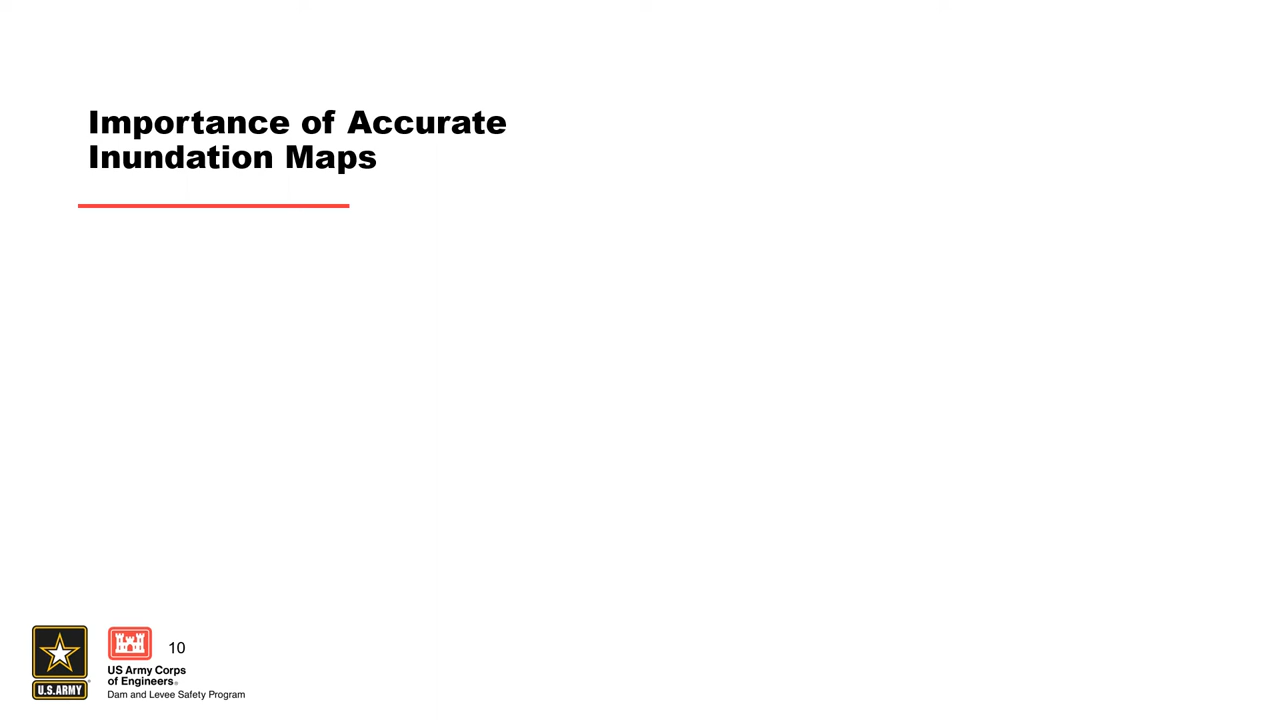 Importance of Accurate
Inundation Maps
10
US Army Corps
of Engineers®
Dam and Levee Safety Program
U.S.ARMY